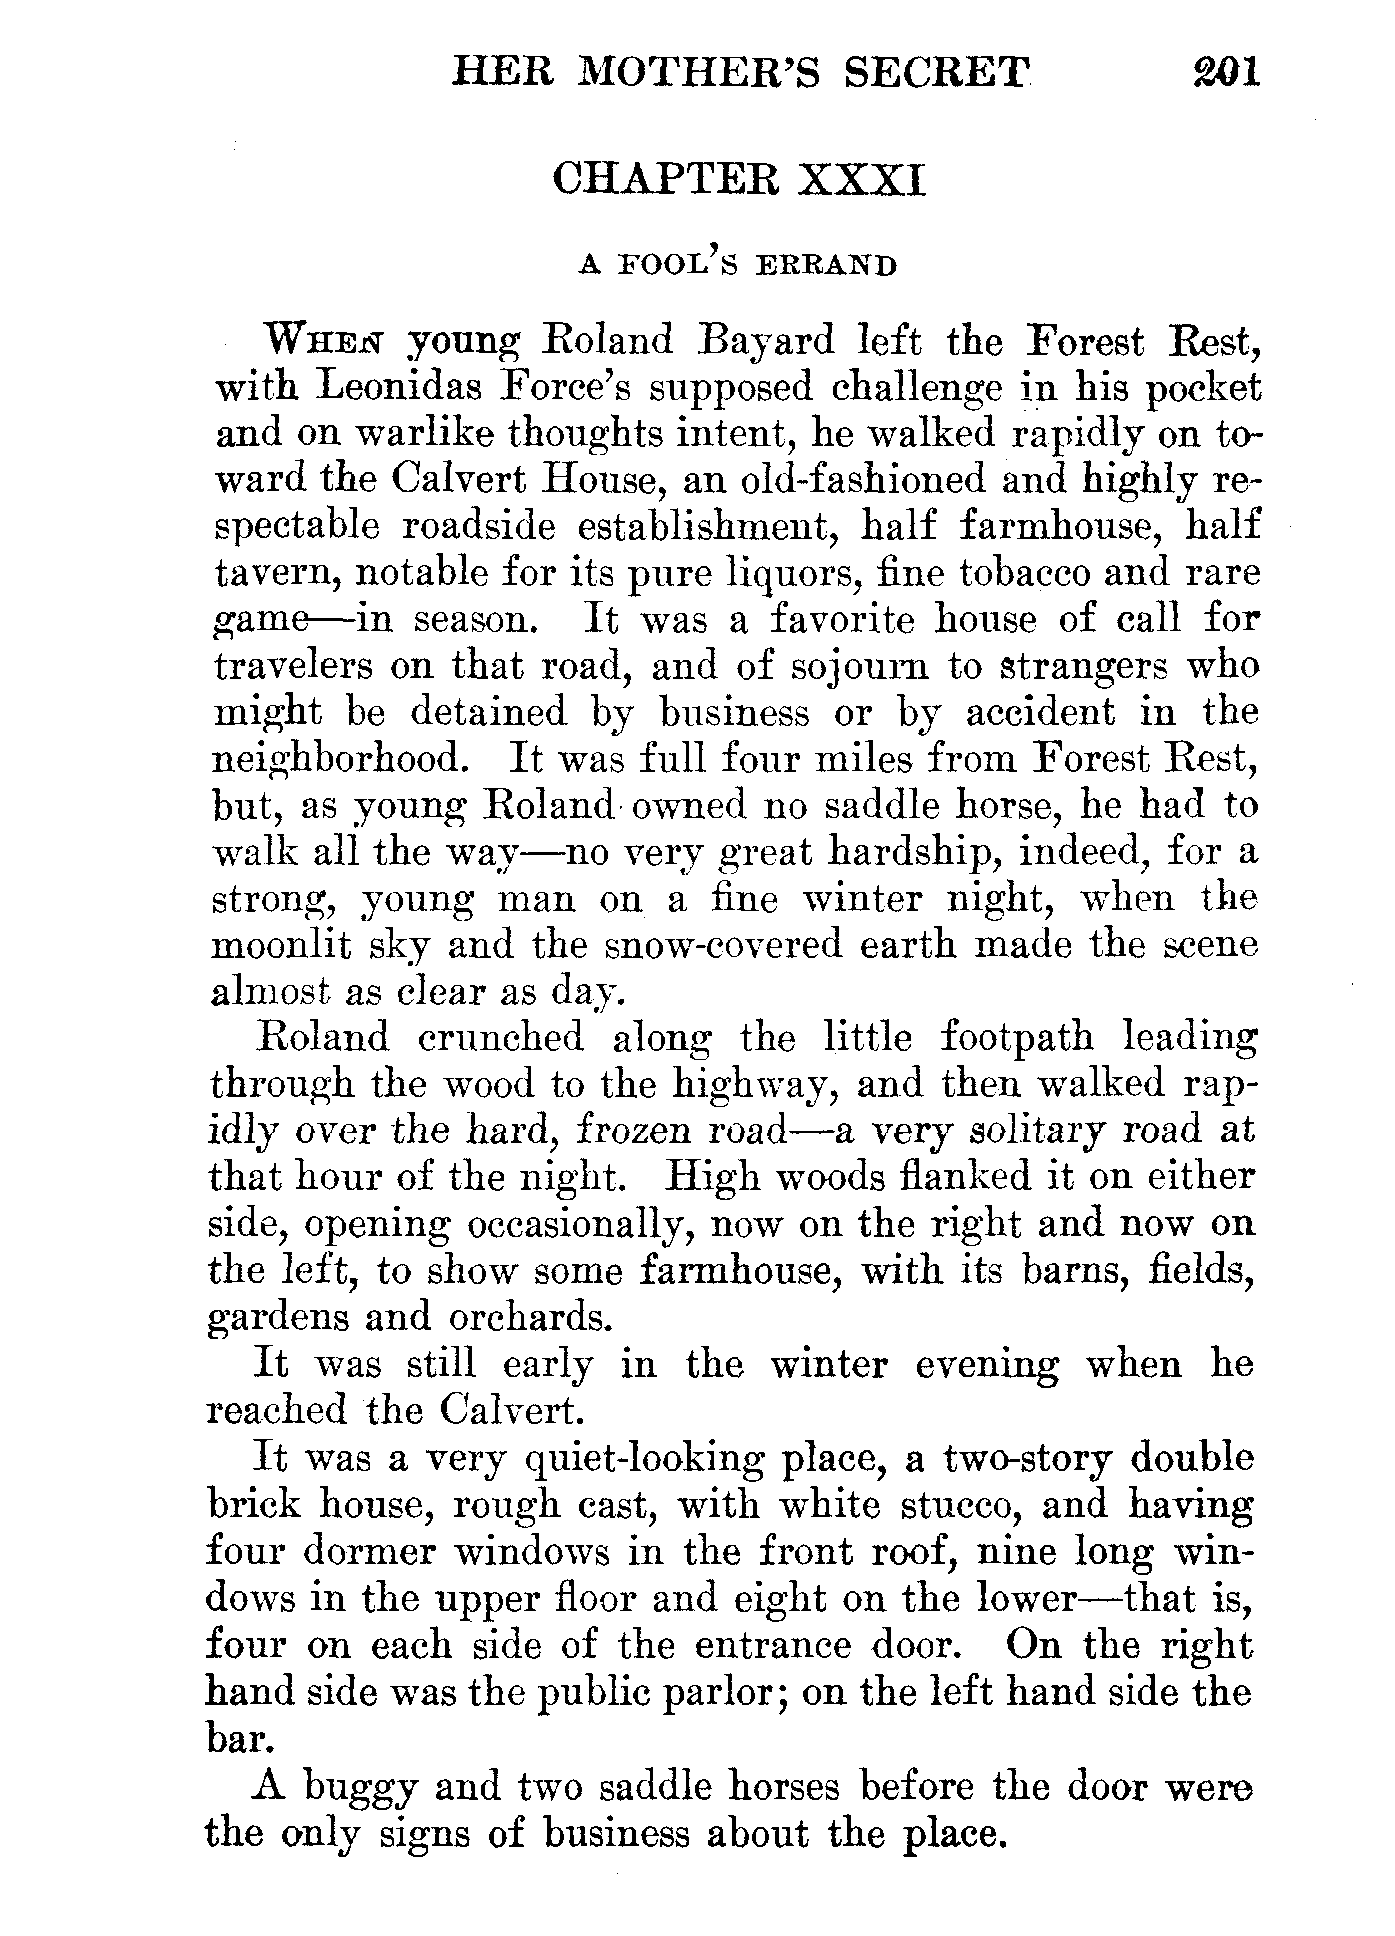 HER MOTHER'S SECRET 201
CHAPTER XXXI
A FOOL'S ERRAND
WHEN young Roland Bayard left the Forest Rest,
with Leonidas Force's supposed challenge in his pocket
and on warlike thoughts intent, he walked rapidly on to-
ward the Calvert House, an old-fashioned and highly re-
spectable roadside establishment, half farmhouse, half
tavern, notable for its pure liquors, fine tobacco and rare
game—in season. It was a favorite house of call for
travelers on that road, and of sojourn to strangers who
might be detained by business or by accident in the
neighborhood. It was full four miles from Forest Rest,
but, as young Roland owned no saddle horse, he had to
walk all the way—no very great hardship, indeed, for a
strong, young man on a fine winter night, when the
moonlit sky and the snow-covered earth made the scene
almost as clear as day.
Roland crunched along the little footpath leading
through the wood to the highway, and then walked rap-
idly over the hard, frozen road—a very solitary road at
that hour of the night. High woods flanked it on either
side, opening occasionally, now on the right and now on
the left, to show some farmhouse, with its barns, fields,
gardens and orchards.
It was still early in the winter evening when he
reached the Calvert.
It was a very quiet-looking place, a two-story double
brick house, rough cast, with white stucco, and having
four dormer windows in the front roof, nine long win-
dows in the upper floor and eight on the lower—that is,
four on each side of the entrance door. On the right
hand side was the public parlor; on the left hand side the
bar.
A buggy and two saddle horses before the door were
the only signs of business about the place.